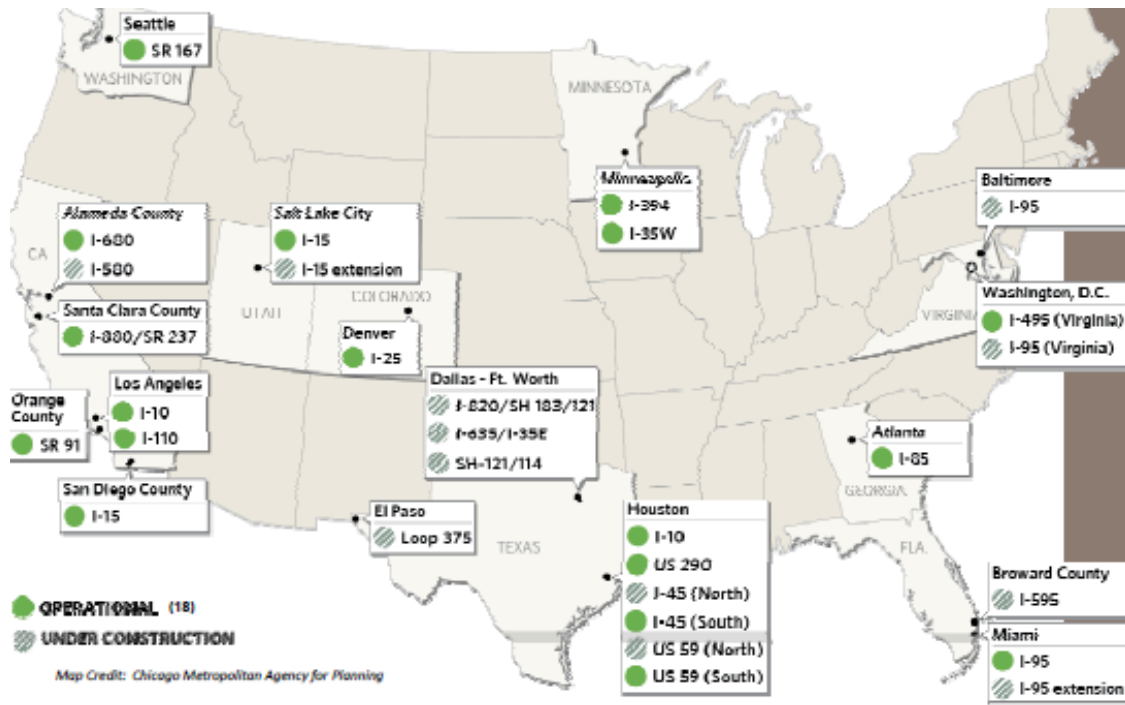 Seattle
SR 167
WASHINGTON
MINNESOTA
Minneapolis
I-394
I-35W
Baltimore
I-95
Washington, D.C.
I-495 (Virginia)
I-95 (Virginia)
VIRGINIA
Alameda County
I-680
I-580
CA
Santa Clara County
I-880/SR 237
Salt Lake City
I-15
I-15 extension
UTAH
COLORADO
Denver
I-25
Los Angeles
I-10
I-110
Orange
County
SR 91
San Diego County
I-15
Dallas - Ft. Worth
I-820/SH 183/121
I-635/I-35E
SH-121/114
El Paso
Loop 375
TEXAS
Houston
I-10
US 290
I-45 (North)
I-45 (South)
US 59 (North)
US 59 (South)
Atlanta
I-85
GEORGIA
FLA.
Broward County
I-595
Miami
I-95
I-95 extension
OPERATIONAL (18)
UNDER CONSTRUCTION
Map Credit: Chicago Metropolitan Agency for Planning